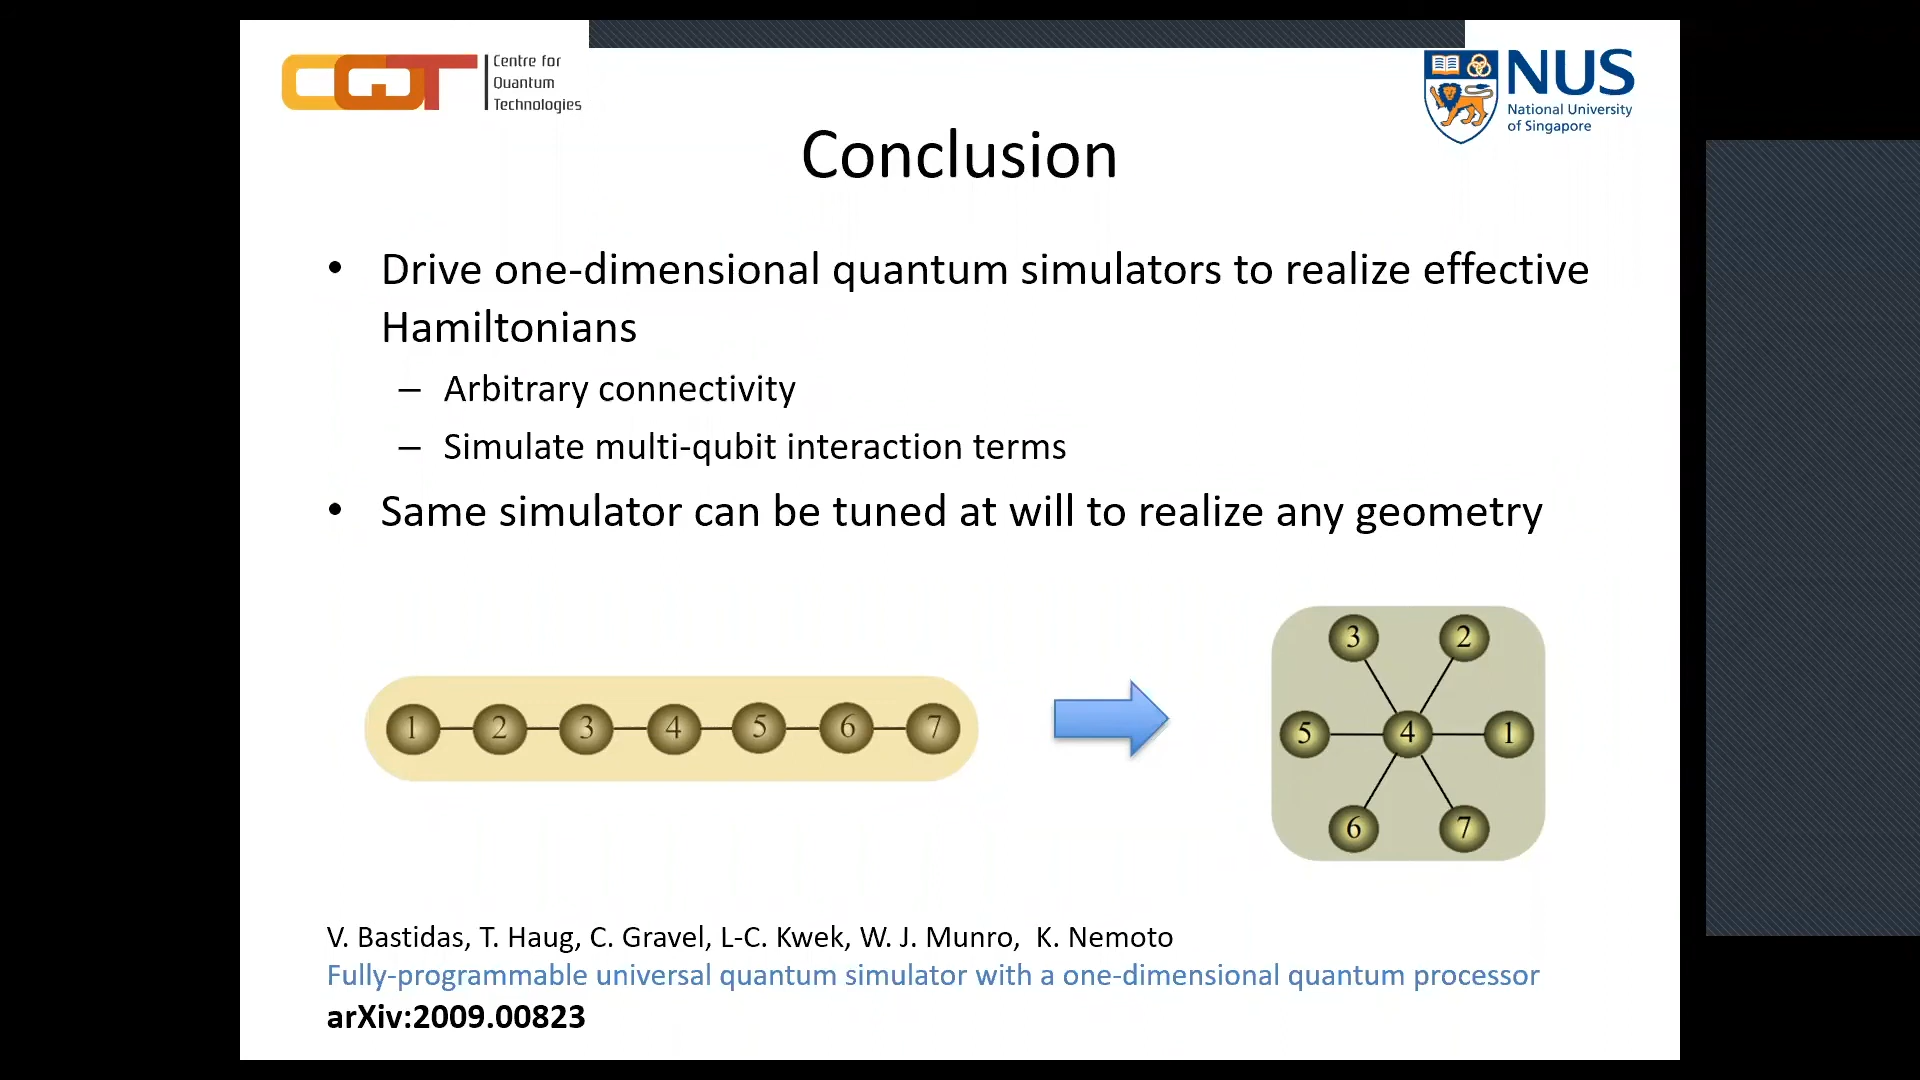 CQT
Centre for
Quantum
Technologies
NUS
National University
of Singapore
Conclusion
• Drive one-dimensional quantum simulators to realize effective
Hamiltonians
– Arbitrary connectivity
– Simulate multi-qubit interaction terms
• Same simulator can be tuned at will to realize any geometry
1 2 3 4 5 6 7
3 2
5 4 1
6 7
V. Bastidas, T. Haug, C. Gravel, L-C. Kwek, W. J. Munro, K. Nemoto
Fully-programmable universal quantum simulator with a one-dimensional quantum processor
arXiv:2009.00823